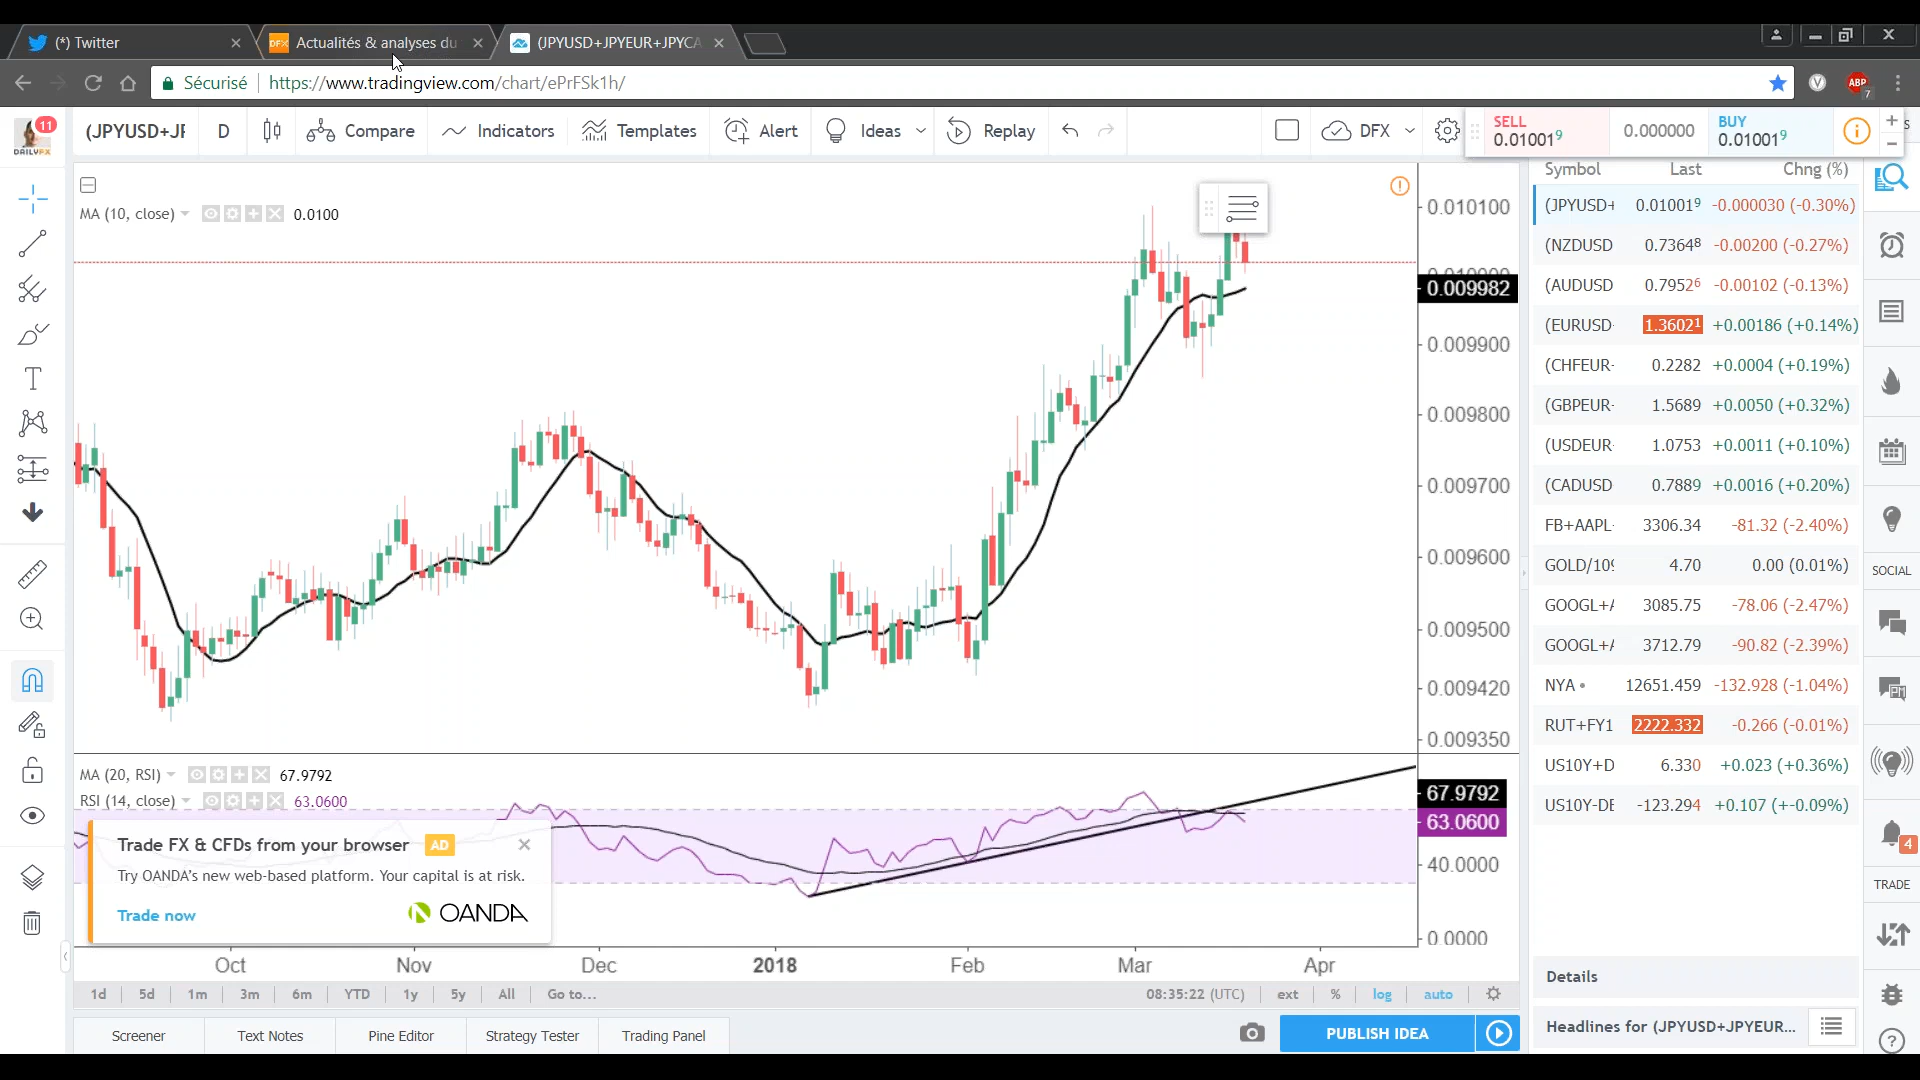 (*) Twitter
DFX Actualités & analyses du
(JPYUSD+JPYEUR+JPYCA
Sécurisé https://www.tradingview.com/chart/ePrFSk1h/
ABP
7
11
DAILYFX
(JPYUSD+JF
D
Compare
Indicators
Templates
Alert
Ideas
Replay
DFX
SELL
0.01001⁹
0.000000
BUY
0.01001⁹
MA (10, close) 0.0100
0.010100
0.009982
0.009900
0.009800
0.009700
0.009600
0.009500
0.009420
0.009350
MA (20, RSI) 67.9792
RSI (14, close) 63.0600
67.9792
63.0600
40.0000
0.0000
Trade FX & CFDs from your browser AD
Try OANDA's new web-based platform. Your capital is at risk.
Trade now
OANDA
Oct Nov Dec 2018 Feb Mar Apr
1d 5d 1m 3m 6m YTD 1y 5y All Go to... 08:35:22 (UTC) ext % log auto
Screener Text Notes Pine Editor Strategy Tester Trading Panel PUBLISH IDEA
Symbol Last Chng (%)
(JPYUSD+ 0.01001⁹ -0.000030 (-0.30%)
(NZDUSD 0.7364⁸ -0.00200 (-0.27%)
(AUDUSD 0.7952⁶ -0.00102 (-0.13%)
(EURUSD- 1.3602¹ +0.00186 (+0.14%)
(CHFEUR- 0.2282 +0.0004 (+0.19%)
(GBPEUR- 1.5689 +0.0050 (+0.32%)
(USDEUR- 1.0753 +0.0011 (+0.10%)
(CADUSD 0.7889 +0.0016 (+0.20%)
FB+AAPL- 3306.34 -81.32 (-2.40%)
GOLD/109 4.70 0.00 (0.01%)
GOOGL+A 3085.75 -78.06 (-2.47%)
GOOGL+A 3712.79 -90.82 (-2.39%)
NYA 12651.459 -132.928 (-1.04%)
RUT+FY1 2222.332 -0.266 (-0.01%)
US10Y+D 6.330 +0.023 (+0.36%)
US10Y-DE -123.294 +0.107 (+-0.09%)
Details
Headlines for (JPYUSD+JPYEUR...
SOCIAL
PM
4
TRADE